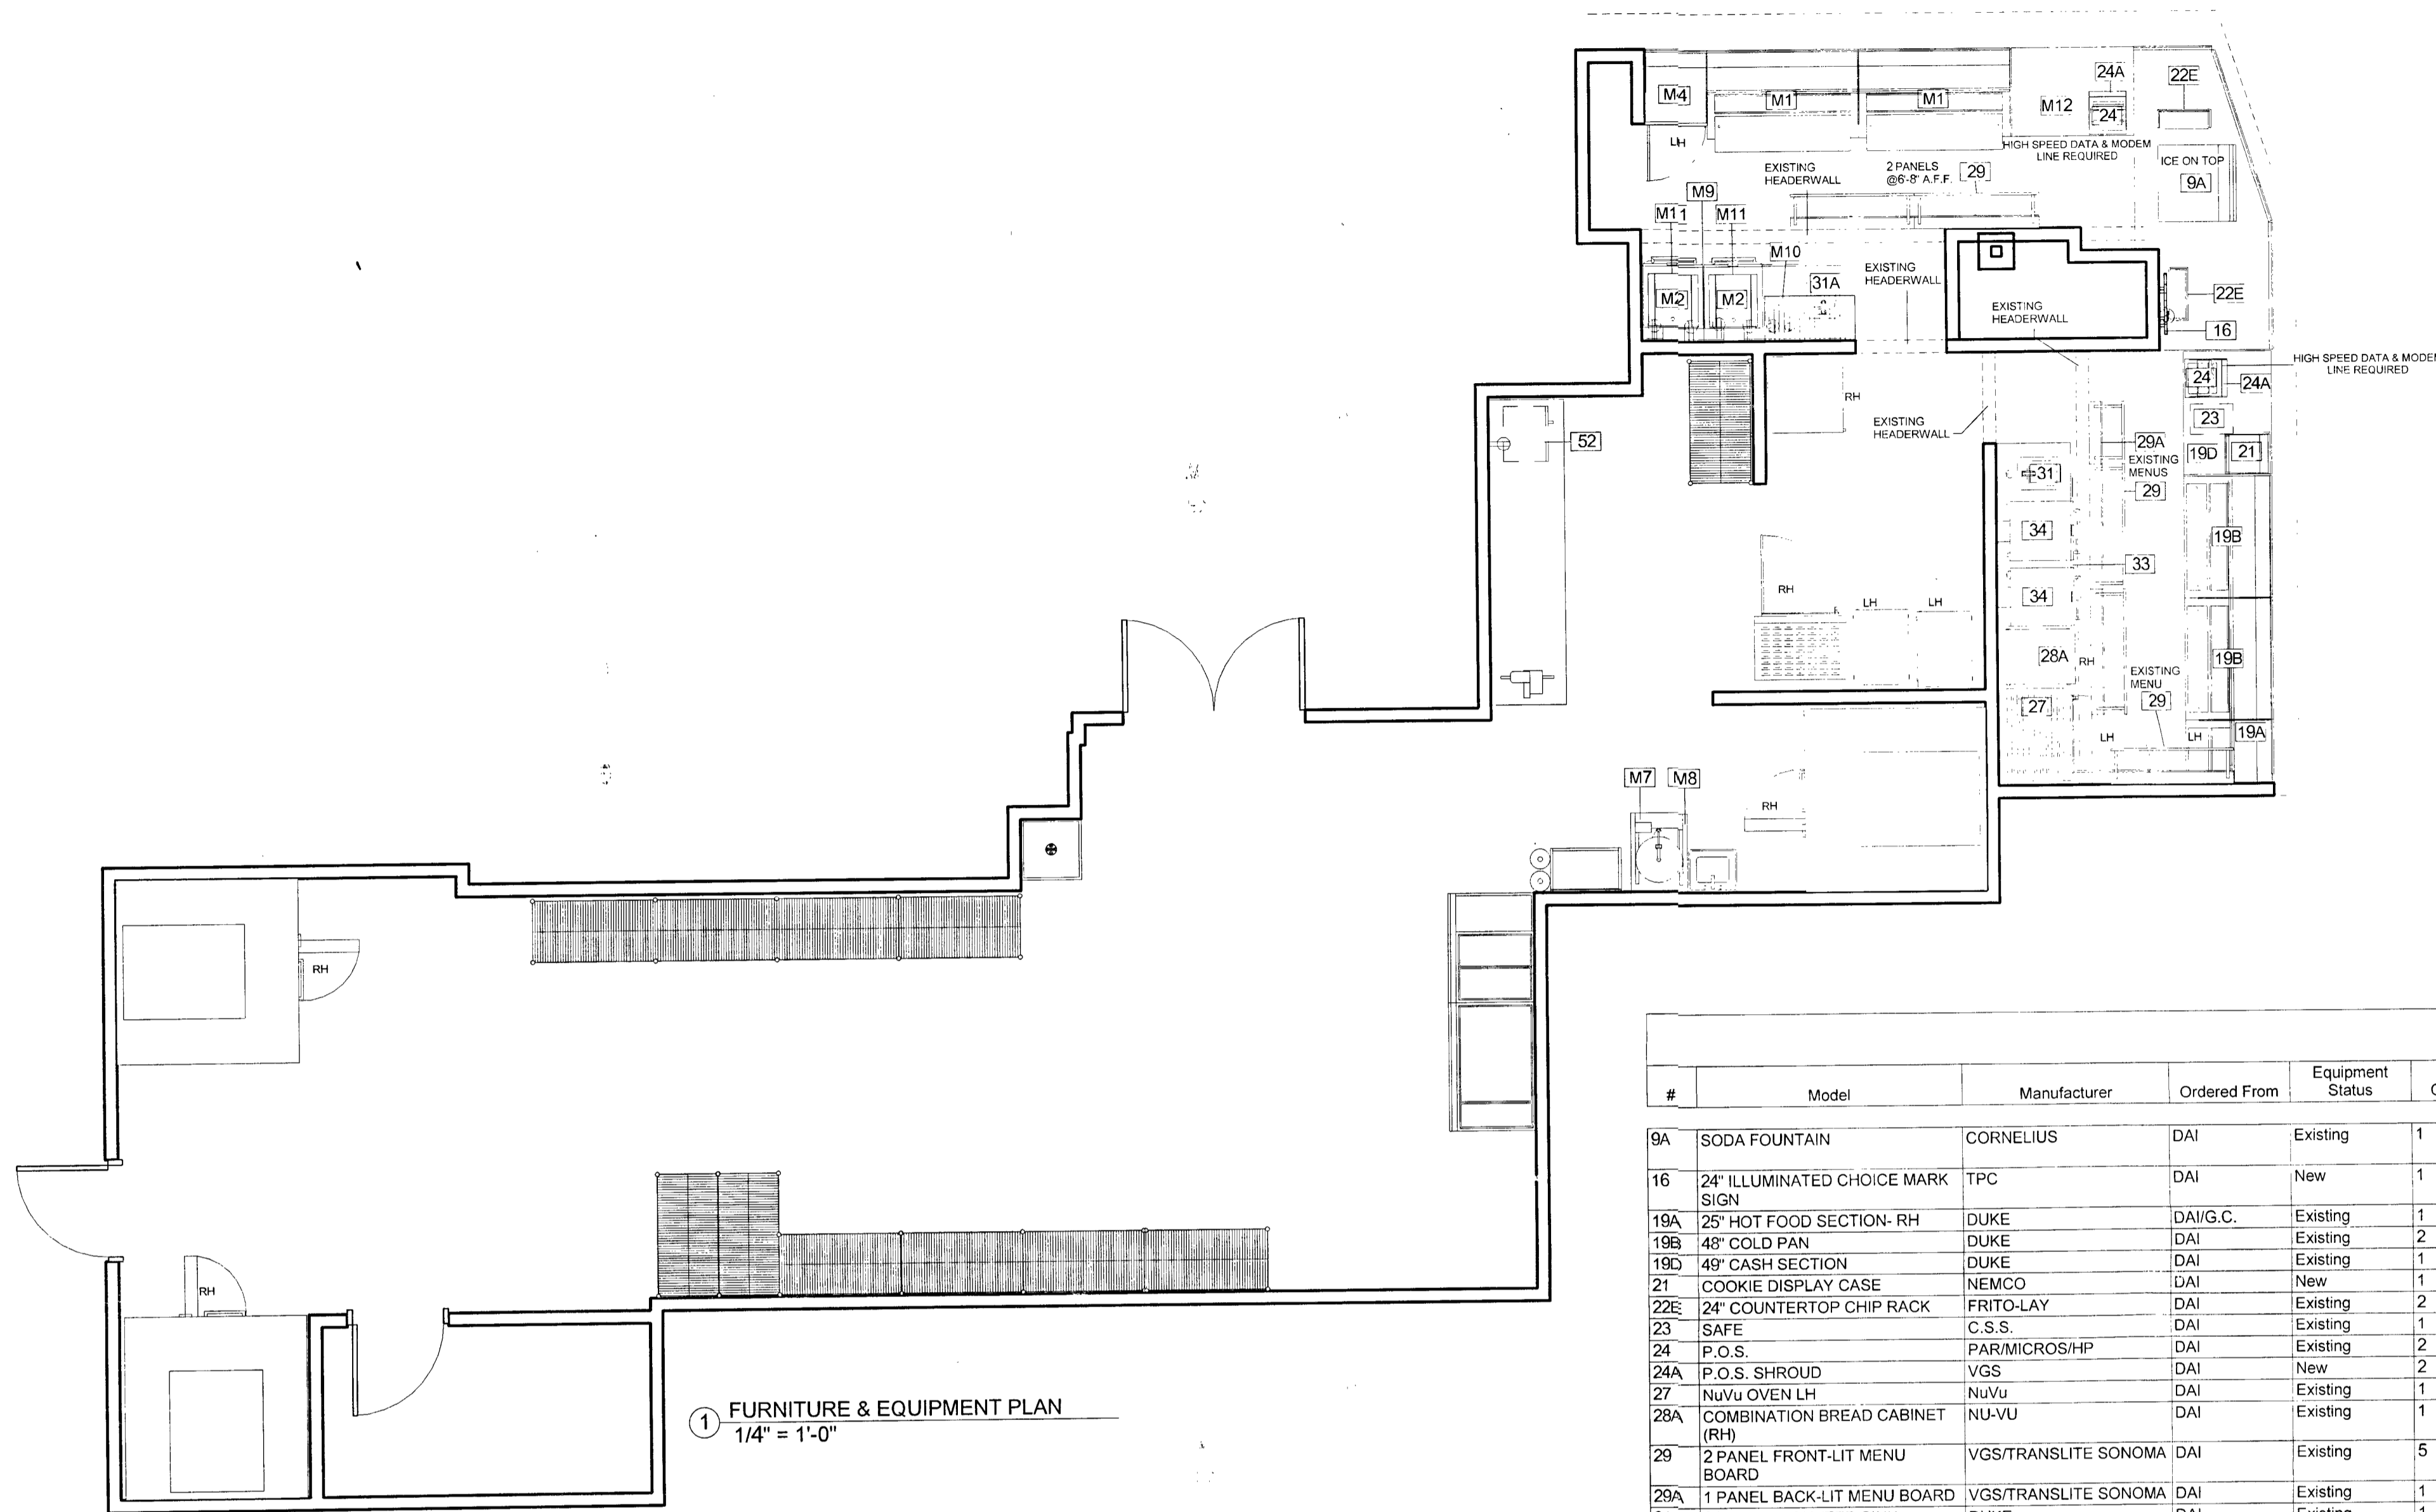 24A
22E
M4
M1
M1
M12
24
LH
HIGH SPEED DATA & MODEM
LINE REQUIRED
ICE ON TOP
9A
EXISTING
HEADERWALL
2 PANELS
@6'-8" A.F.F.
29
M9
M11
M11
M10
31A
EXISTING
HEADERWALL
M2
M2
EXISTING
HEADERWALL
22E
16
HIGH SPEED DATA & MODEM
LINE REQUIRED
24
24A
RH
23
EXISTING
HEADERWALL
52
29A
19D
21
EXISTING
MENUS
31
29
34
19B
33
RH
34
LH
LH
28A
RH
19B
EXISTING
MENU
29
27
19A
LH
LH
M7
M8
RH
RH
RH
1
FURNITURE & EQUIPMENT PLAN
1/4" = 1'-0"
# Model Manufacturer Ordered From Equipment
Status
9A SODA FOUNTAIN CORNELIUS DAI Existing 1
16 24" ILLUMINATED CHOICE MARK TPC DAI New 1
SIGN
19A 25" HOT FOOD SECTION- RH DUKE DAI/G.C. Existing 1
19B 48" COLD PAN DUKE DAI Existing 2
19D 49" CASH SECTION DUKE DAI Existing 1
21 COOKIE DISPLAY CASE NEMCO DAI New 1
22E 24" COUNTERTOP CHIP RACK FRITO-LAY DAI Existing 2
23 SAFE C.S.S. DAI Existing 1
24 P.O.S. PAR/MICROS/HP DAI Existing 2
24A P.O.S. SHROUD VGS DAI New 2
27 NuVu OVEN LH NuVu DAI Existing 1
28A COMBINATION BREAD CABINET NU-VU DAI Existing 1
(RH)
29 2 PANEL FRONT-LIT MENU VGS/TRANSLITE SONOMA DAI Existing 5
BOARD
29A 1 PANEL BACK-LIT MENU BOARD VGS/TRANSLITE SONOMA DAI Existing 1